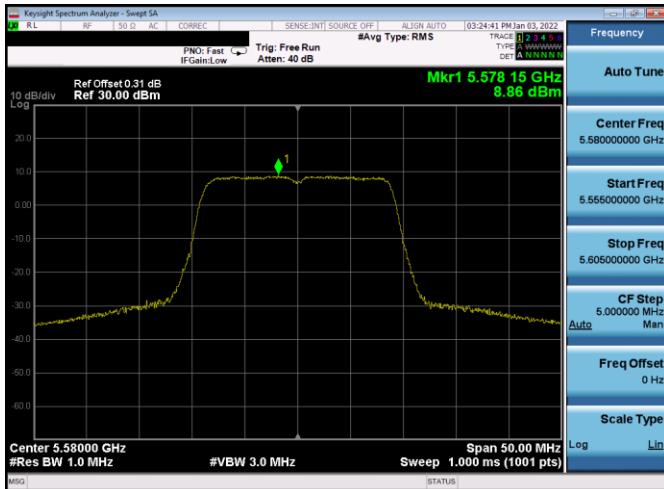 Keysight Spectrum Analyzer - Swept SA
RL RF 50 Ω AC CORREC SENSE:INT SOURCE OFF ALIGN AUTO 03:24:41 PM Jan 03, 2022
#Avg Type: RMS
TRACE 1 2 3 4 5 6
PNO: Fast Trig: Free Run TYPE A WWWWW
IFGain:Low Atten: 40 dB DET A N N N N N
Mkr1 5.578 15 GHz
8.86 dBm
Ref Offset 0.31 dB
10 dB/div Ref 30.00 dBm
Log
20.0
1
10.0
0.00
-10.0
-20.0
-30.0
-40.0
-50.0
-60.0
Center 5.58000 GHz Span 50.00 MHz
#Res BW 1.0 MHz #VBW 3.0 MHz Sweep 1.000 ms (1001 pts)
MSG STATUS
Frequency
Auto Tune
Center Freq
5.580000000 GHz
Start Freq
5.555000000 GHz
Stop Freq
5.605000000 GHz
CF Step
5.000000 MHz
Auto Man
Freq Offset
0 Hz
Scale Type
Log Lin